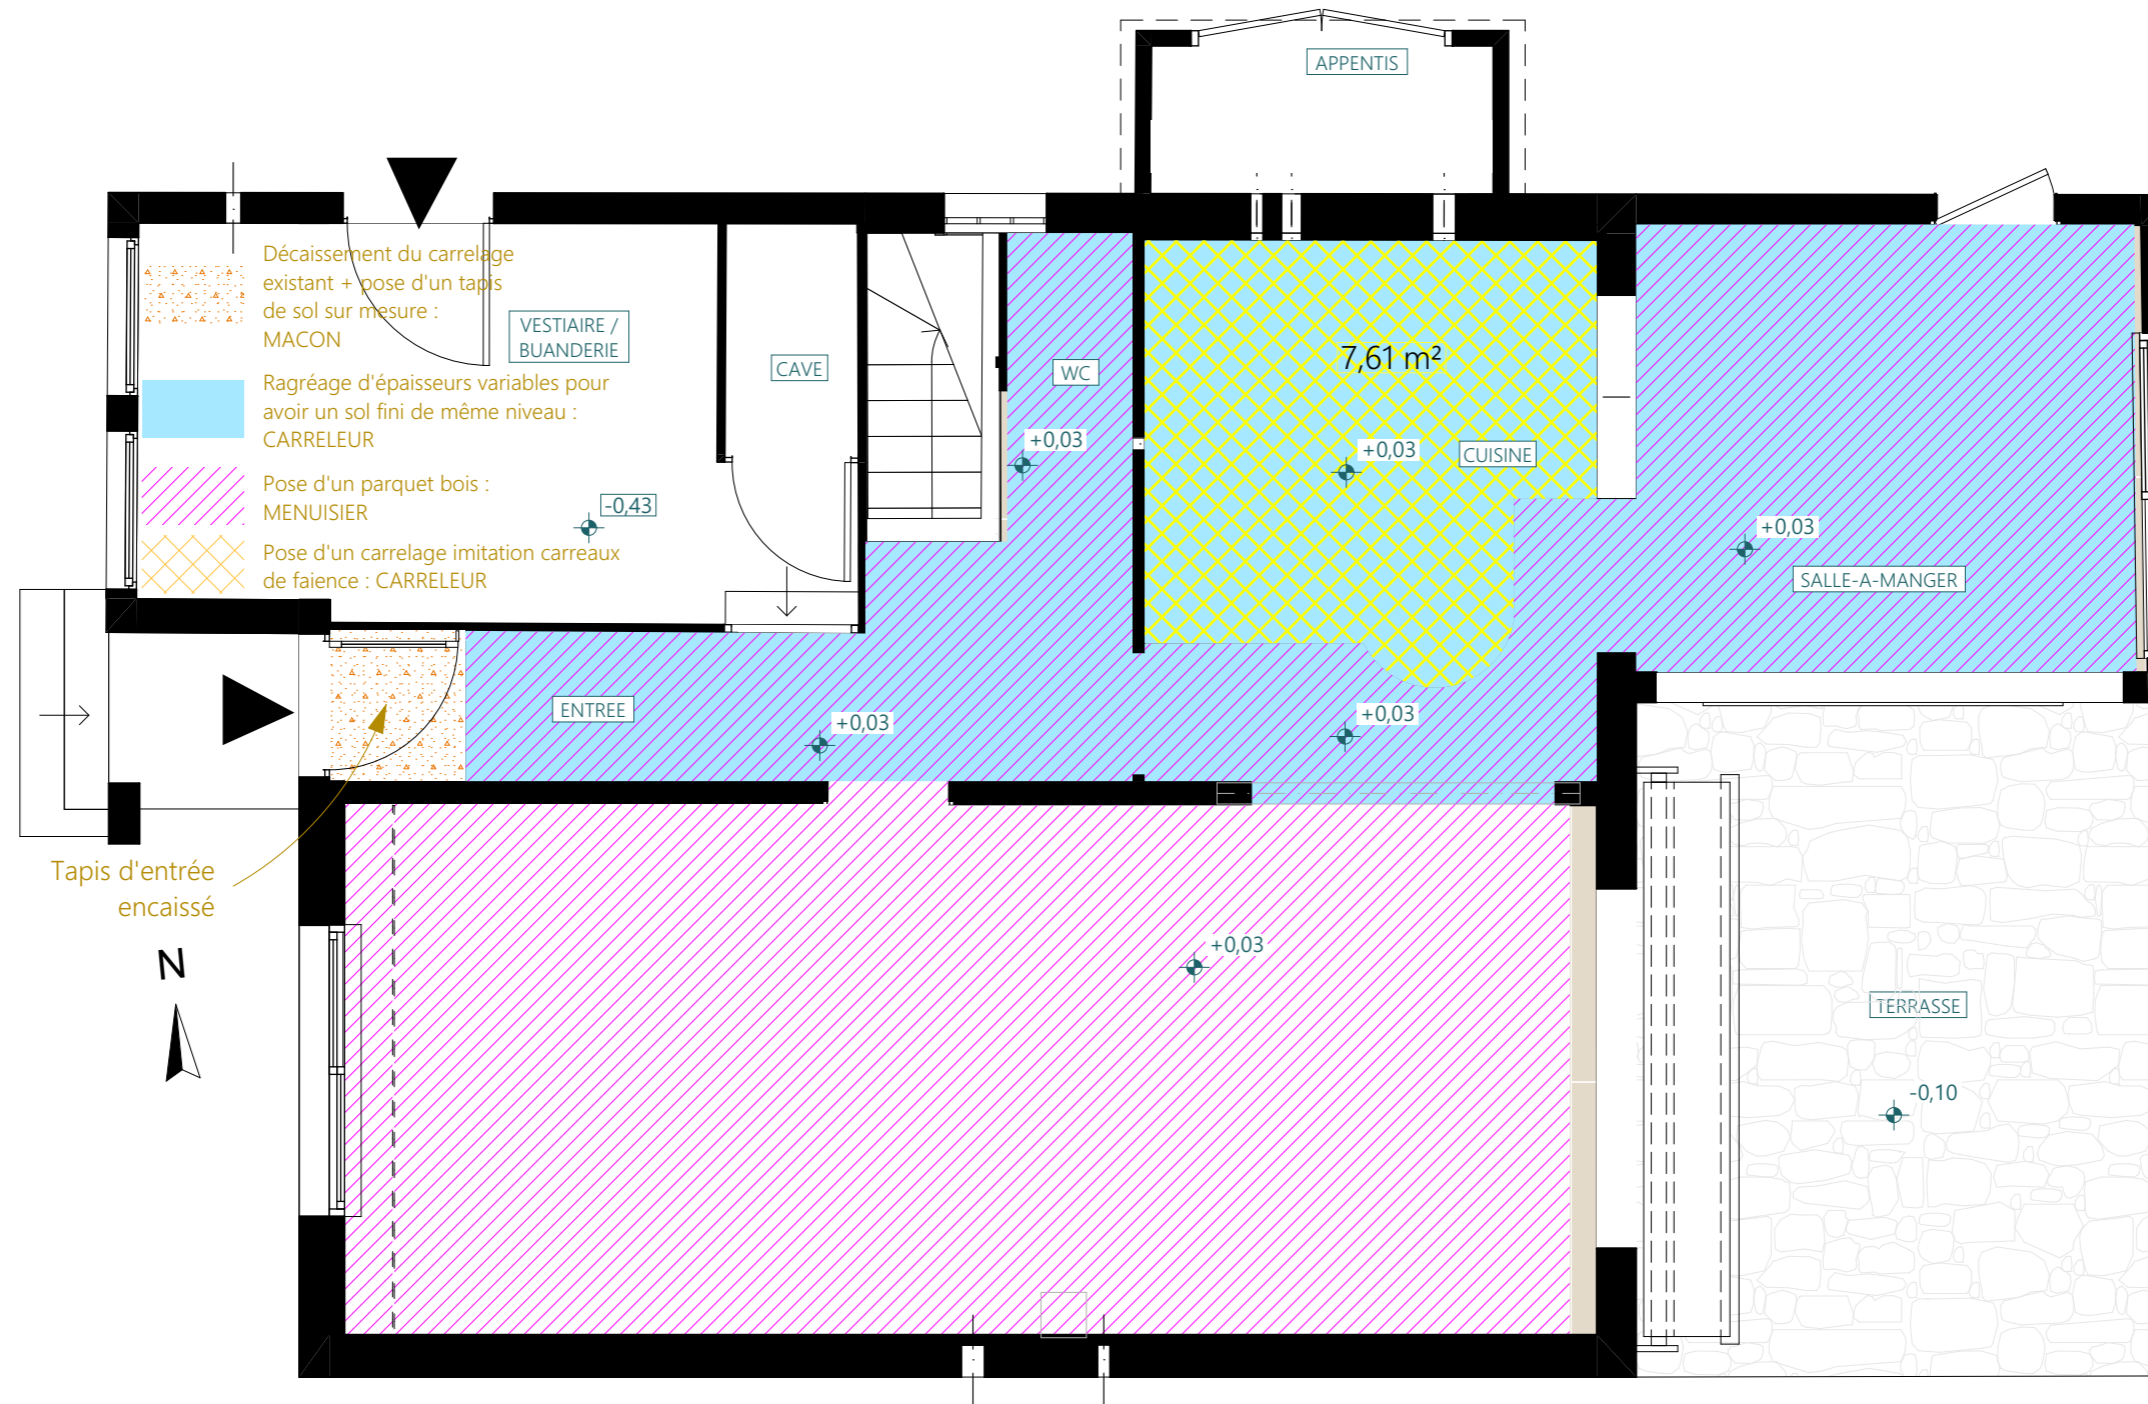 APPENTIS
Décaissement du carrelage
existant + pose d'un tapis
de sol sur mesure :
MACON
Ragréage d'épaisseurs variables pour
avoir un sol fini de même niveau :
CARRELEUR
Pose d'un parquet bois :
MENUISIER
Pose d'un carrelage imitation carreaux
de faience : CARRELEUR
VESTIAIRE /
BUANDERIE
-0,43
CAVE
WC
+0,03
7,61 m²
+0,03
CUISINE
+0,03
SALLE-A-MANGER
ENTREE
+0,03
+0,03
Tapis d'entrée
encaissé
N
+0,03
TERRASSE
-0,10